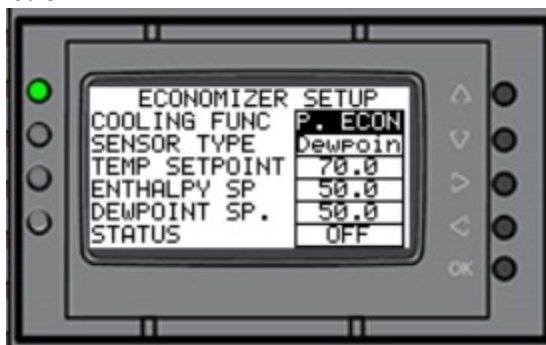 ECONOMIZER SETUP
COOLING FUNC P. ECON
SENSOR TYPE Dewpoin
TEMP SETPOINT 70.0
ENTHALPY SP 50.0
DEWPOINT SP. 50.0
STATUS OFF
OK